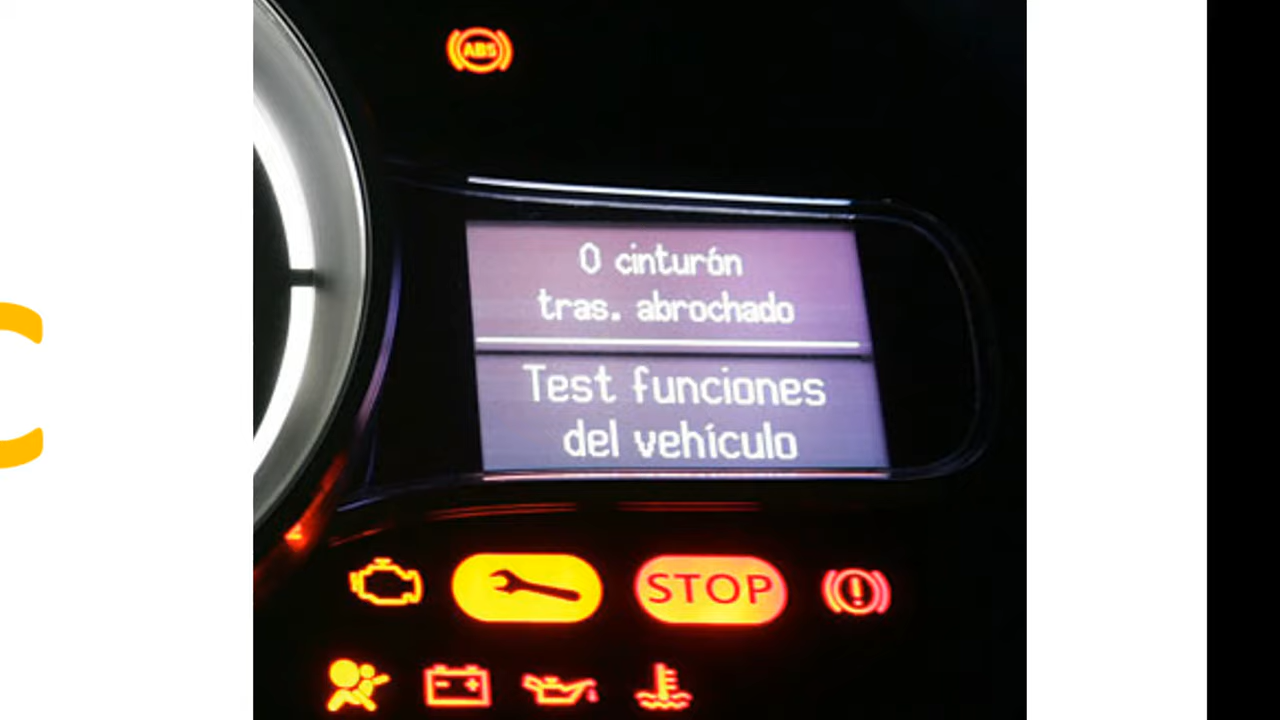 ABS
0 cinturón
tras. abrochado
Test funciones
del vehículo
STOP